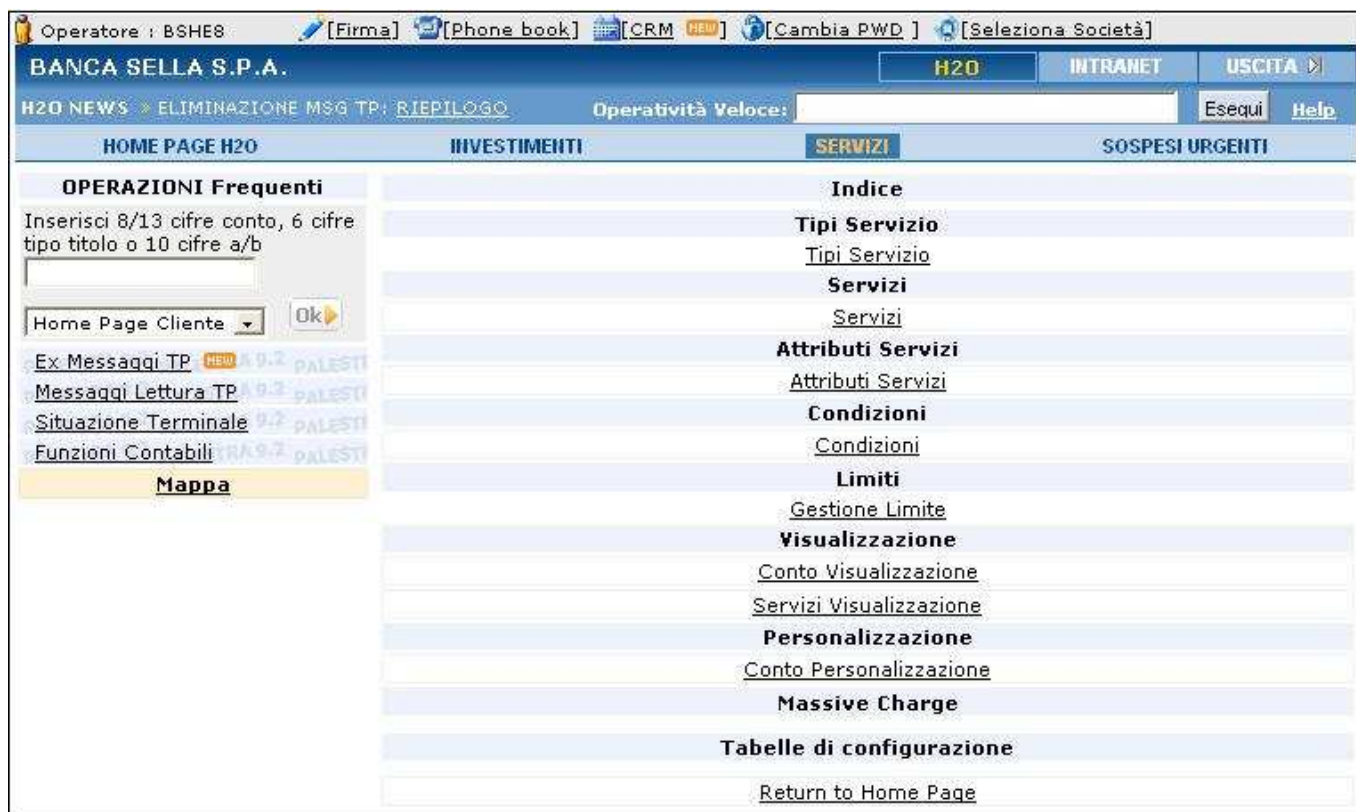 Operatore : BSHE8 [Firma] [Phone book] [CRM NEW] [Cambia PWD ] [Seleziona Società]
BANCA SELLA S.P.A. H2O INTRANET USCITA
H2O NEWS » ELIMINAZIONE MSG TP: RIEPILOGO Operatività Veloce: Esequi Help
HOME PAGE H2O INVESTIMENTI SERVIZI SOSPESI URGENTI
OPERAZIONI Frequenti
Inserisci 8/13 cifre conto, 6 cifre
tipo titolo o 10 cifre a/b
Home Page Cliente Ok
Ex Messaggi TP NEW
Messaggi Lettura TP
Situazione Terminale
Funzioni Contabili
Mappa
Indice
Tipi Servizio
Tipi Servizio
Servizi
Servizi
Attributi Servizi
Attributi Servizi
Condizioni
Condizioni
Limiti
Gestione Limite
Visualizzazione
Conto Visualizzazione
Servizi Visualizzazione
Personalizzazione
Conto Personalizzazione
Massive Charge
Tabelle di configurazione
Return to Home Page